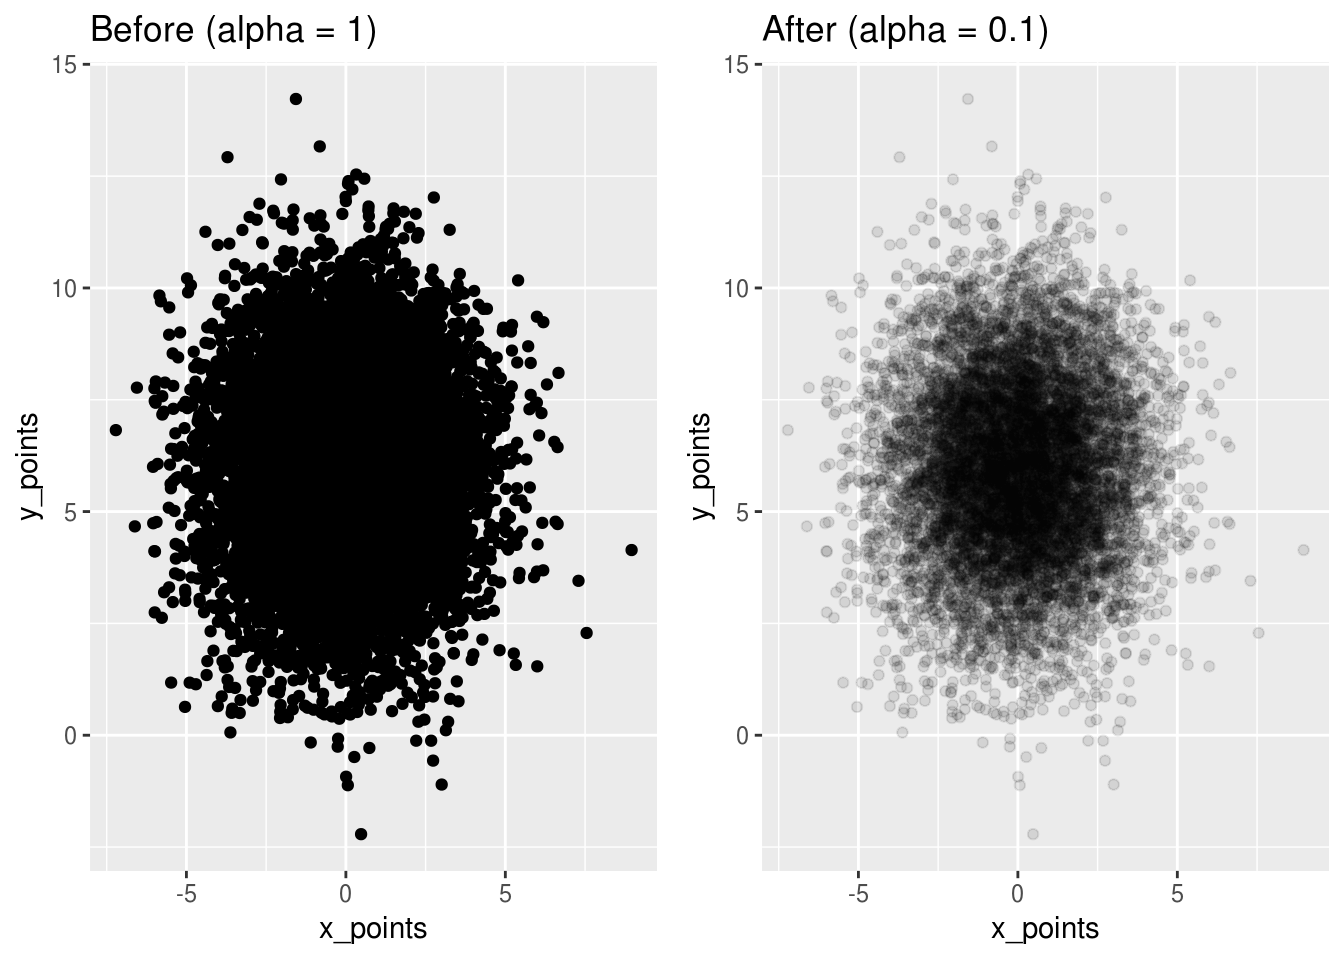 Before (alpha = 1)
15
10
5
0
y_points
-5
0
5
x_points
After (alpha = 0.1)
15
10
5
0
y_points
-5
0
5
x_points